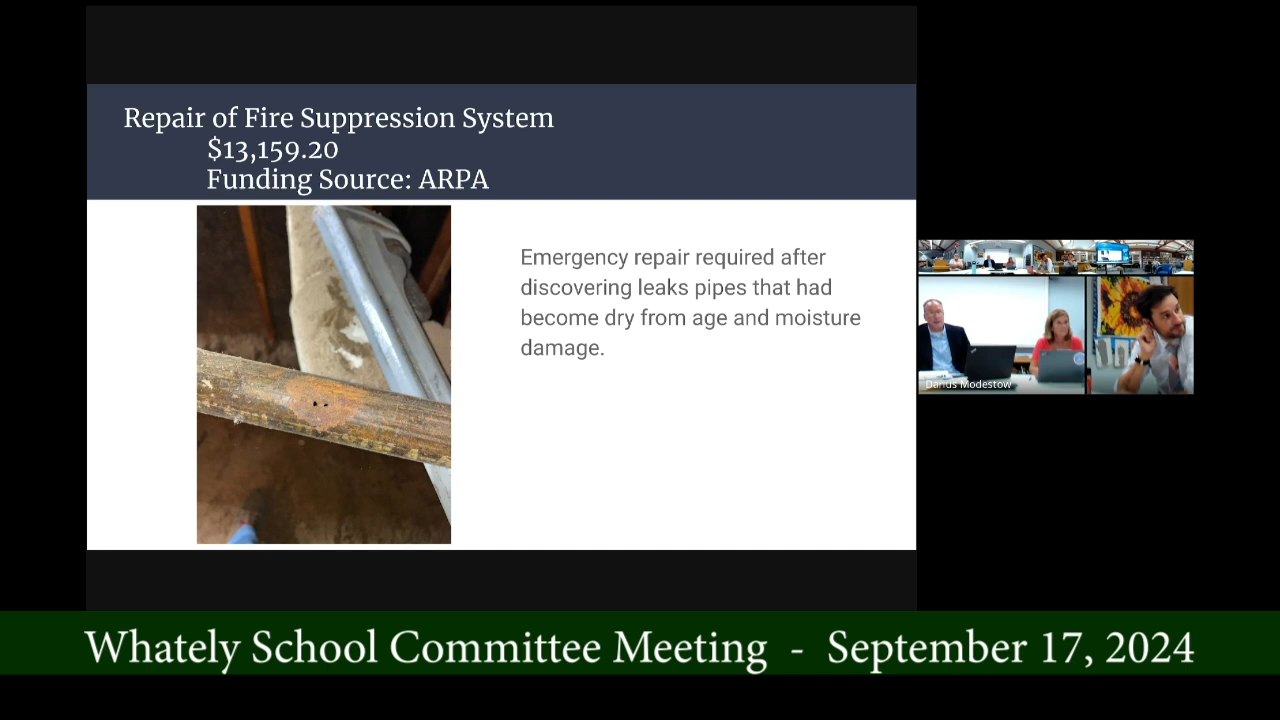 Repair of Fire Suppression System
$13,159.20
Funding Source: ARPA
Emergency repair required after
discovering leaks pipes that had
become dry from age and moisture
damage.
Darius Modestow
Whately School Committee Meeting - September 17, 2024